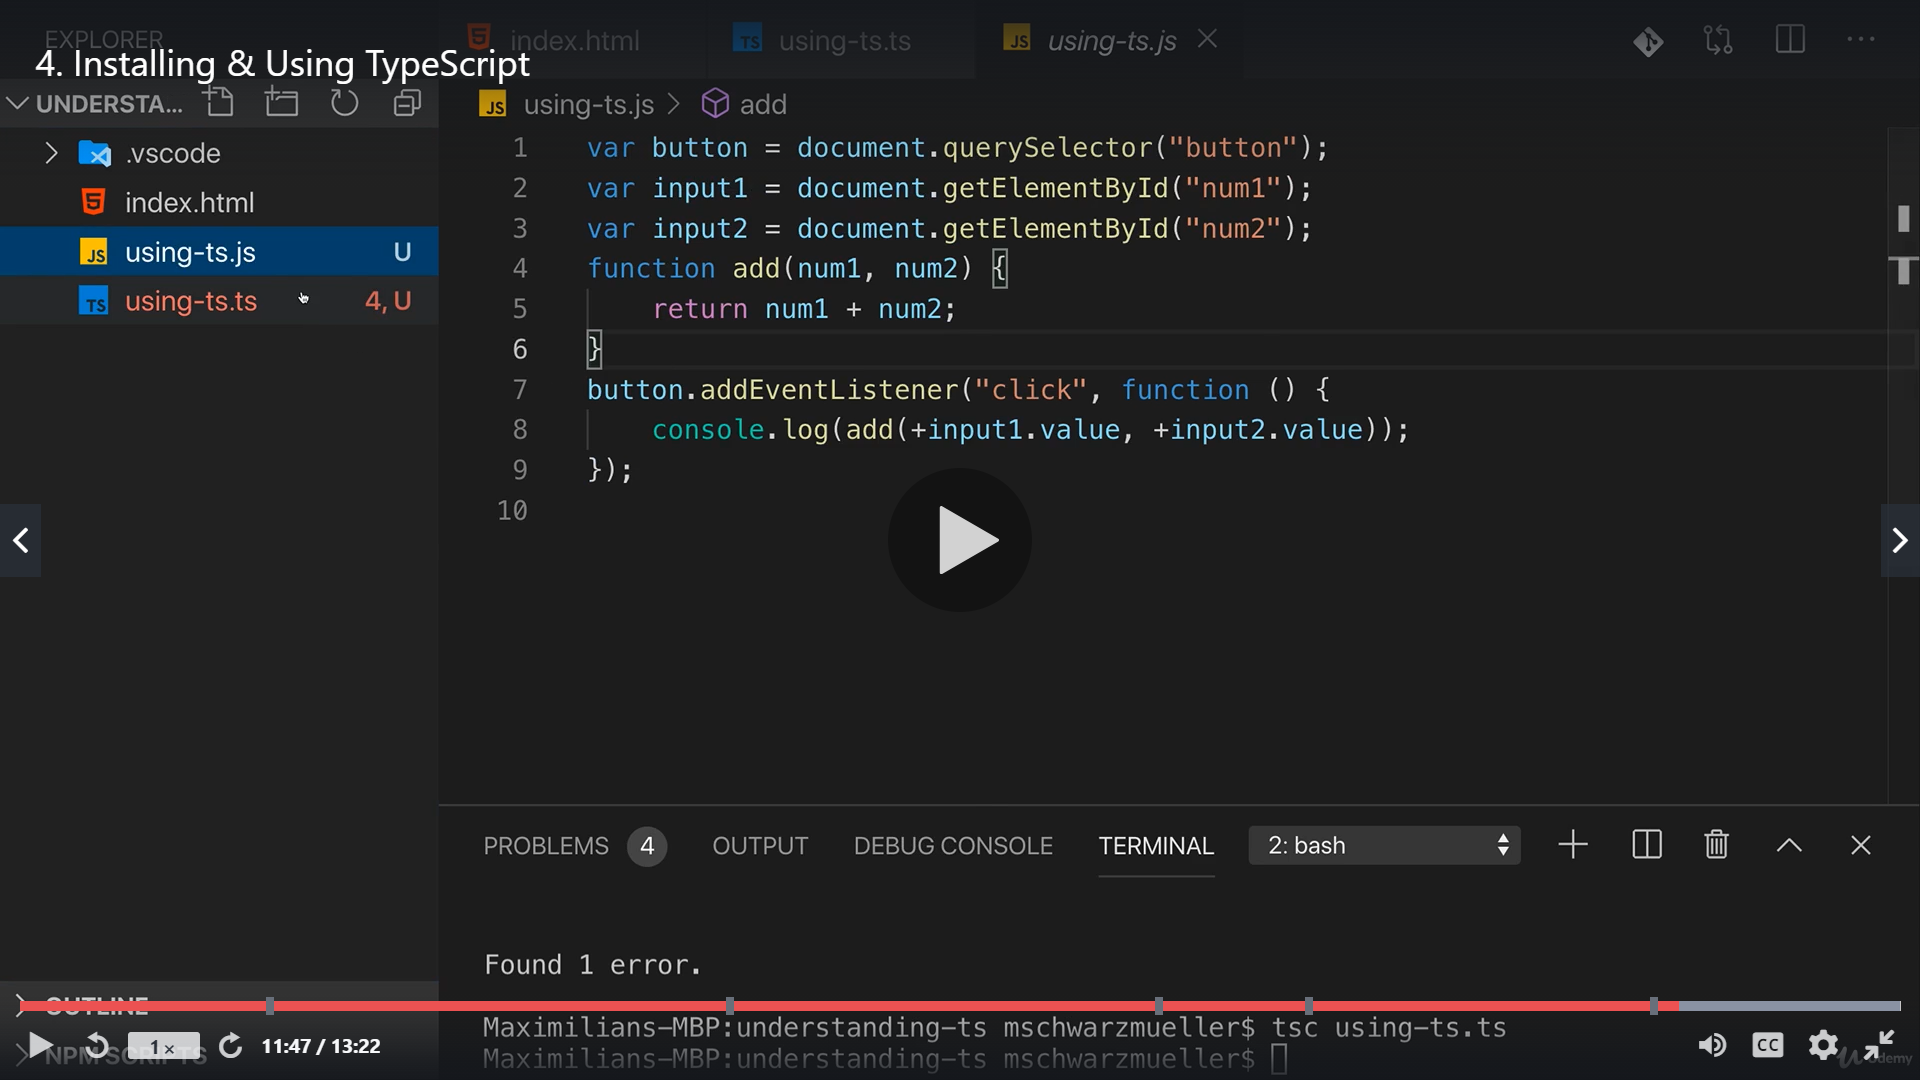 EXPLORER
4. Installing & Using TypeScript
index.html
using-ts.ts
using-ts.js
UNDERSTA...
using-ts.js > add
.vscode
index.html
using-ts.js U
using-ts.ts 4, U
1 var button = document.querySelector("button");
2 var input1 = document.getElementById("num1");
3 var input2 = document.getElementById("num2");
4 function add(num1, num2) {
5 return num1 + num2;
6 }
7 button.addEventListener("click", function () {
8 console.log(add(+input1.value, +input2.value));
9 });
10
PROBLEMS 4 OUTPUT DEBUG CONSOLE TERMINAL 2: bash
Found 1 error.
OUTLINE
Maximilians-MBP:understanding-ts mschwarzmueller$ tsc using-ts.ts
Maximilians-MBP:understanding-ts mschwarzmueller$
NPM SCRIPTS
1×
11:47 / 13:22
CC
udemy